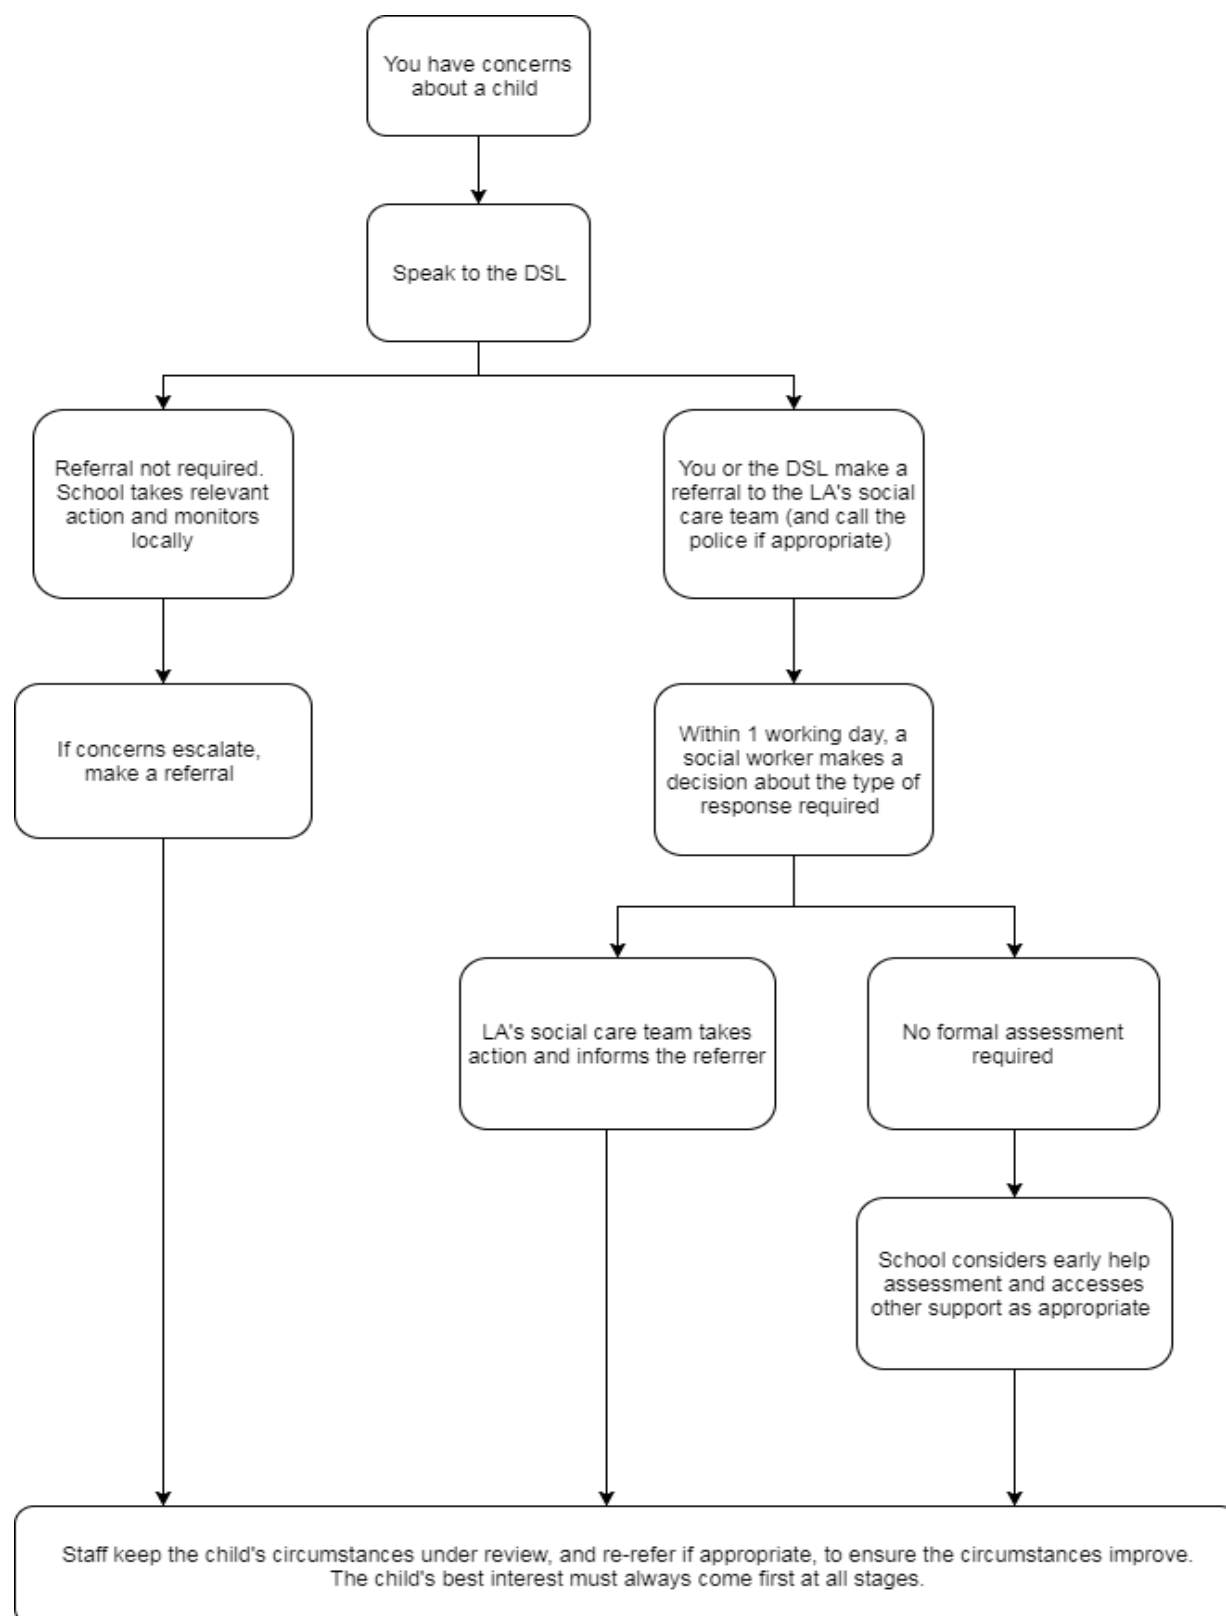 You have concerns
about a child
Speak to the DSL
Referral not required.
School takes relevant
action and monitors
locally
You or the DSL make a
referral to the LA's social
care team (and call the
police if appropriate)
If concerns escalate,
make a referral
Within 1 working day, a
social worker makes a
decision about the type of
response required
LA's social care team takes
action and informs the referrer
No formal assessment
required
School considers early help
assessment and accesses
other support as appropriate
Staff keep the child's circumstances under review, and re-refer if appropriate, to ensure the circumstances improve.
The child's best interest must always come first at all stages.